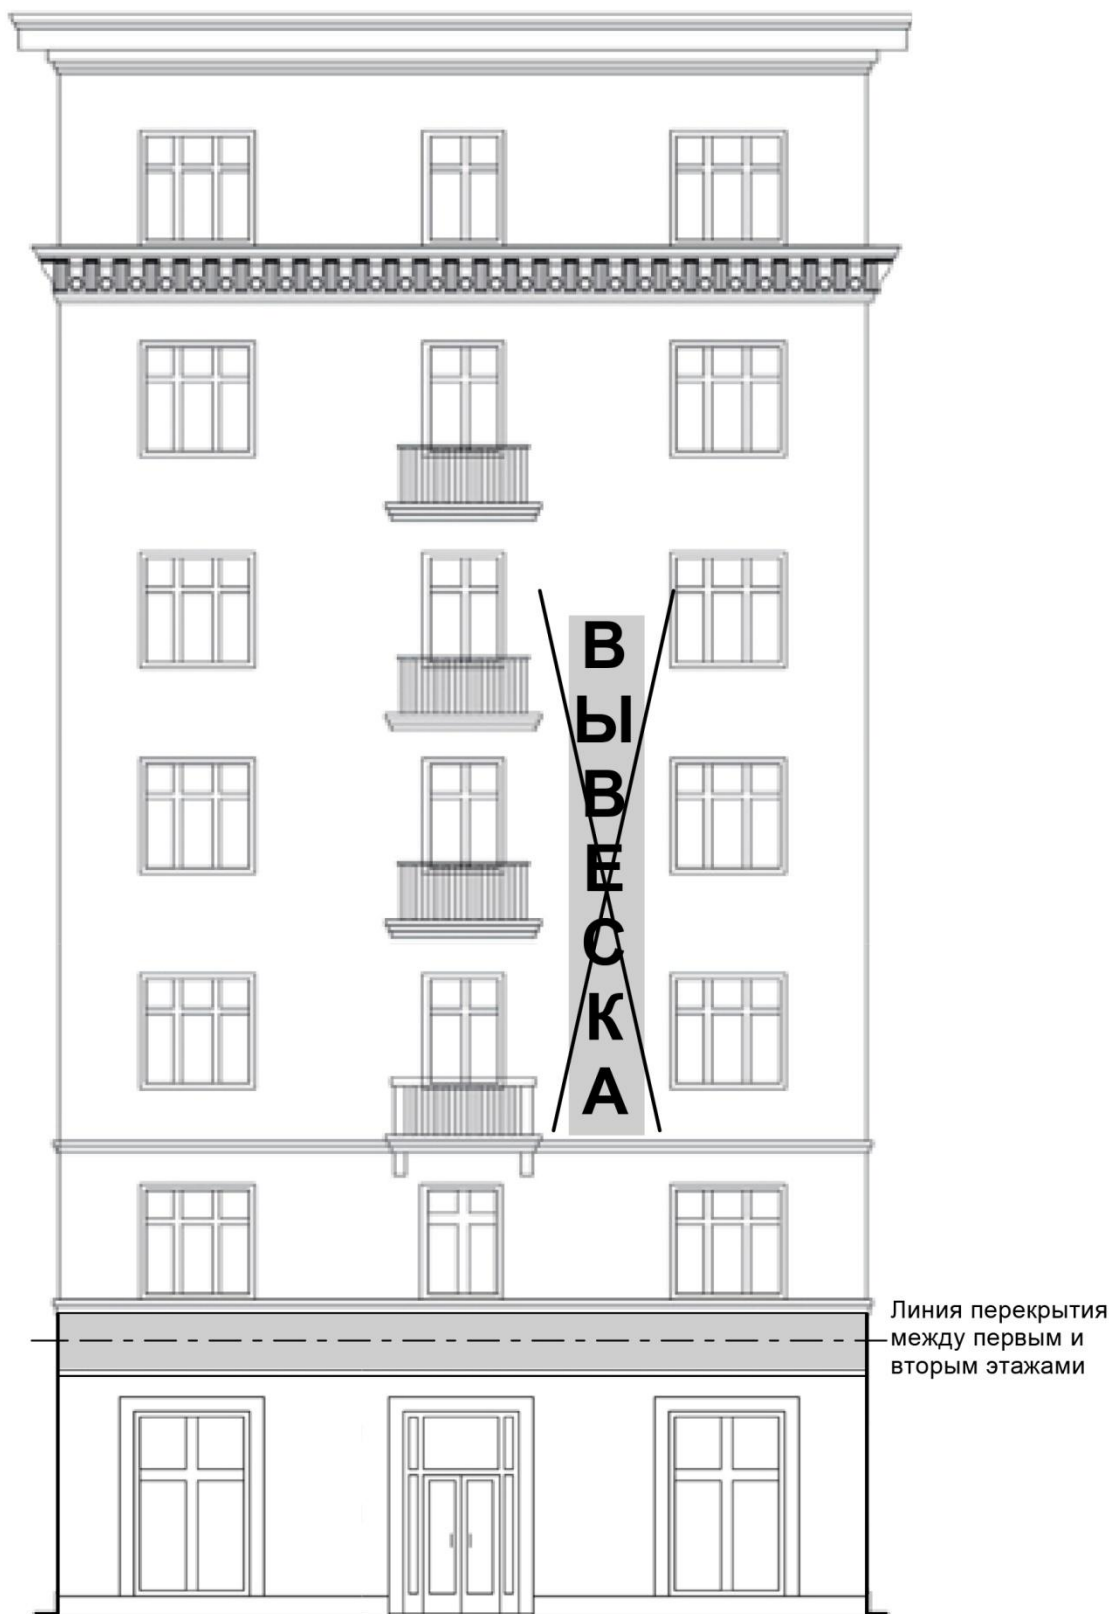 В
Ы
В
Е
С
К
А
Линия перекрытия
между первым и
вторым этажами